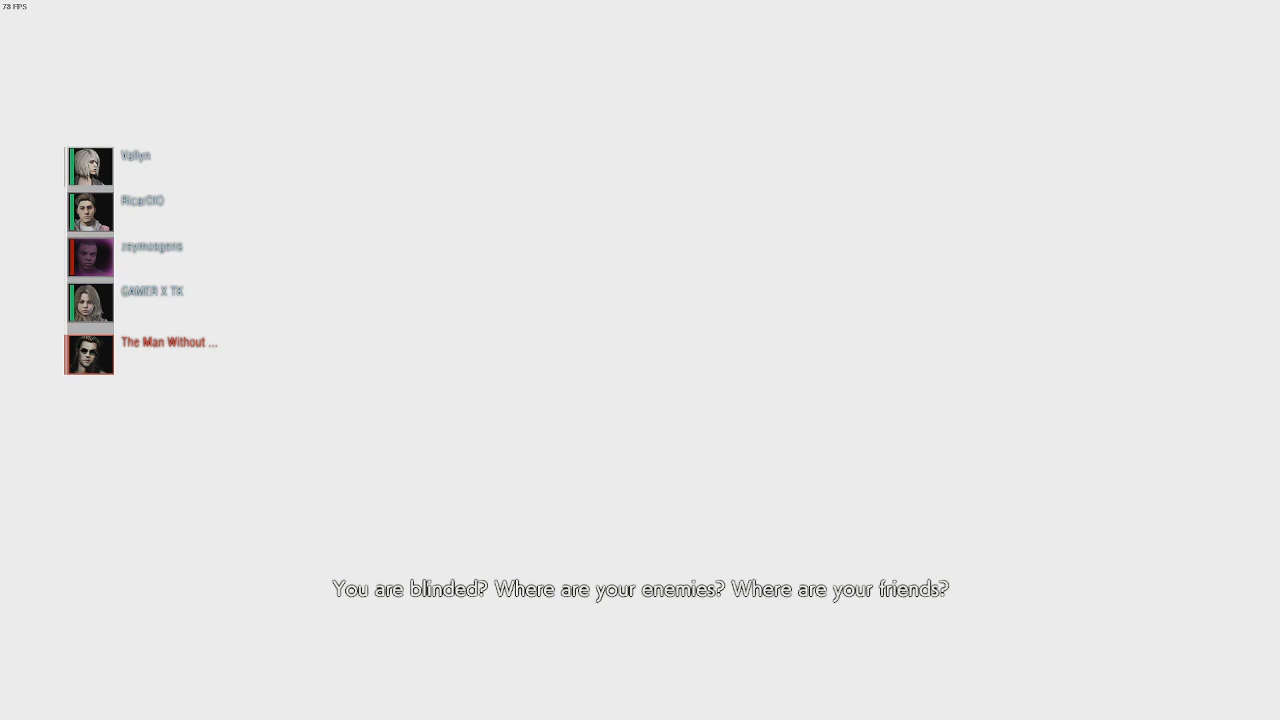 78 FPS
Vallyn
RicarDIO
GAMER X TK
The Man Without ...
You are blinded? Where are your enemies? Where are your friends?